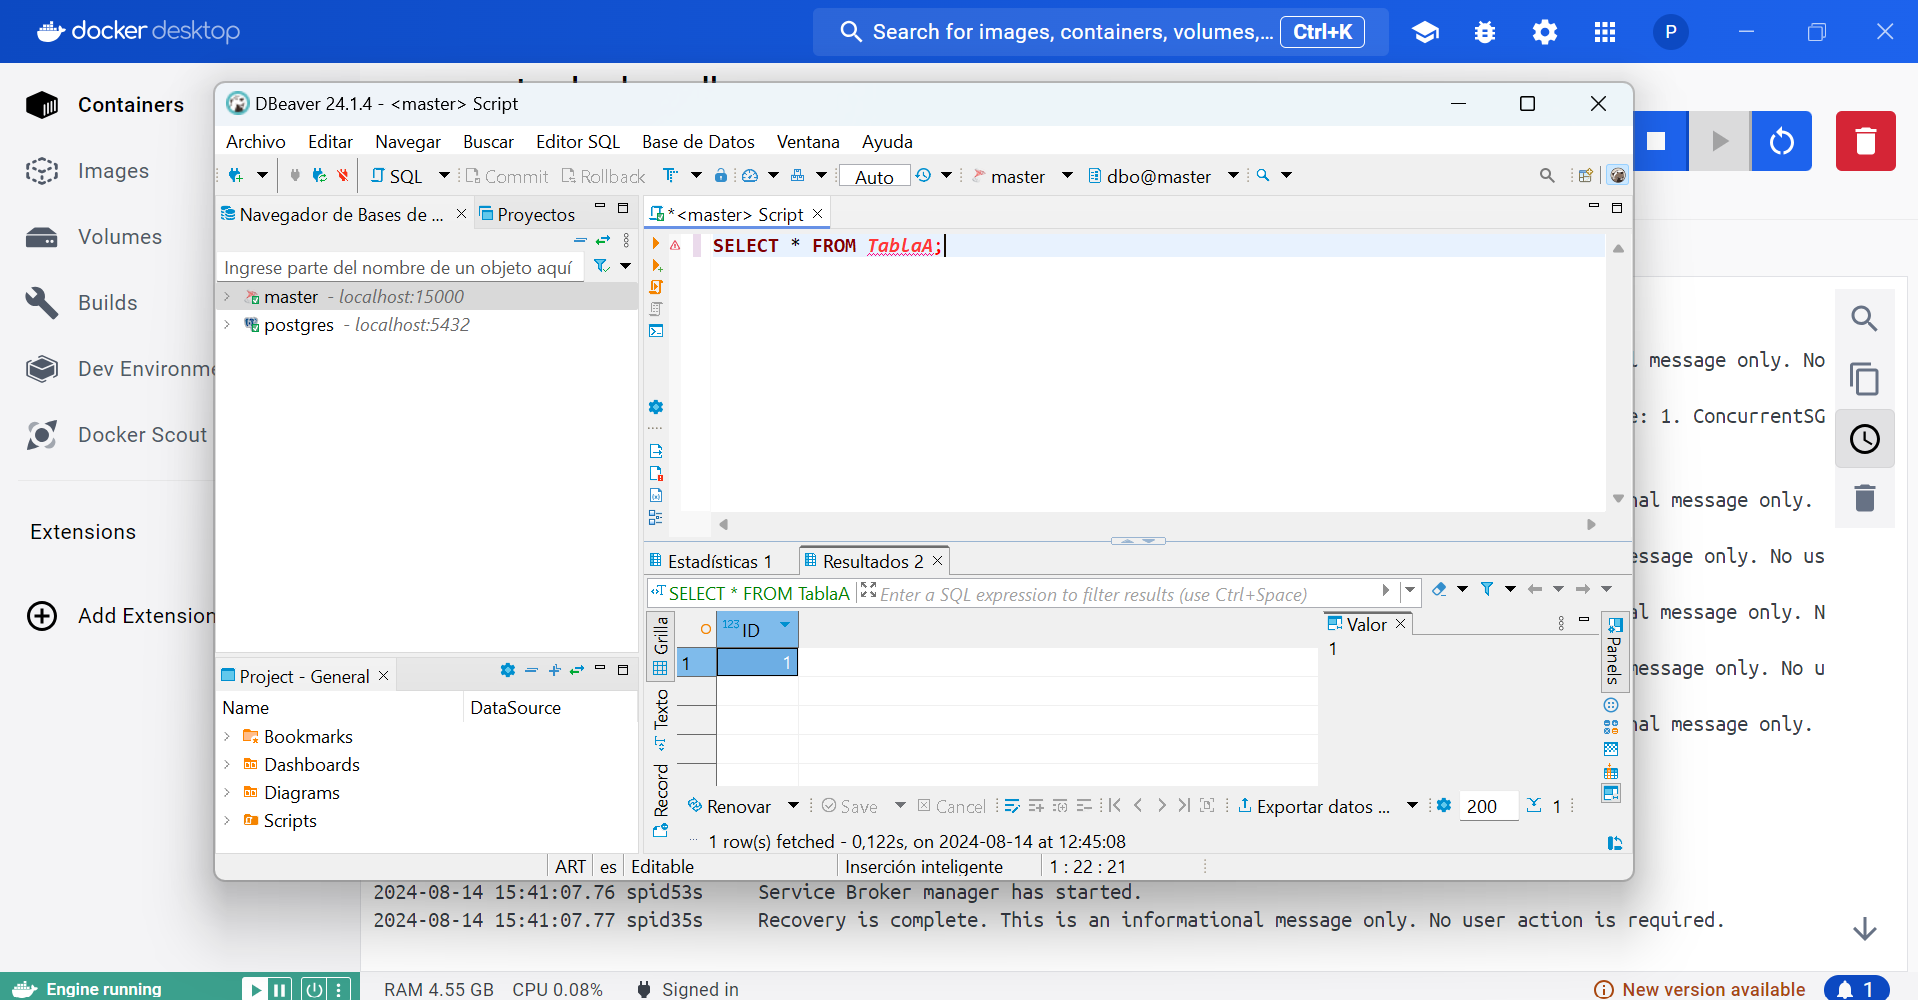 docker desktop
Search for images, containers, volumes,... Ctrl+K
P
Containers
Images
Volumes
Builds
Dev Environme
Docker Scout
Extensions
Add Extension
DBeaver 24.1.4 - <master> Script
Archivo Editar Navegar Buscar Editor SQL Base de Datos Ventana Ayuda
SQL Commit Rollback Auto master dbo@master
Navegador de Bases de ... Proyectos
Ingrese parte del nombre de un objeto aquí
master - localhost:15000
postgres - localhost:5432
Project - General
Name DataSource
Bookmarks
Dashboards
Diagrams
Scripts
*<master> Script
SELECT * FROM TablaA;
Estadísticas 1 Resultados 2
SELECT * FROM TablaA Enter a SQL expression to filter results (use Ctrl+Space)
Grilla
Texto
Record
123 ID
1 1
Valor
1
Panels
Renovar Save Cancel Exportar datos ... 200 1
1 row(s) fetched - 0,122s, on 2024-08-14 at 12:45:08
ART es Editable Inserción inteligente 1 : 22 : 21
message only. No
e: 1. ConcurrentSG
nal message only.
essage only. No us
al message only. N
message only. No u
nal message only.
2024-08-14 15:41:07.76 spid53s Service Broker manager has started.
2024-08-14 15:41:07.77 spid35s Recovery is complete. This is an informational message only. No user action is required.
Engine running RAM 4.55 GB CPU 0.08% Signed in New version available 1